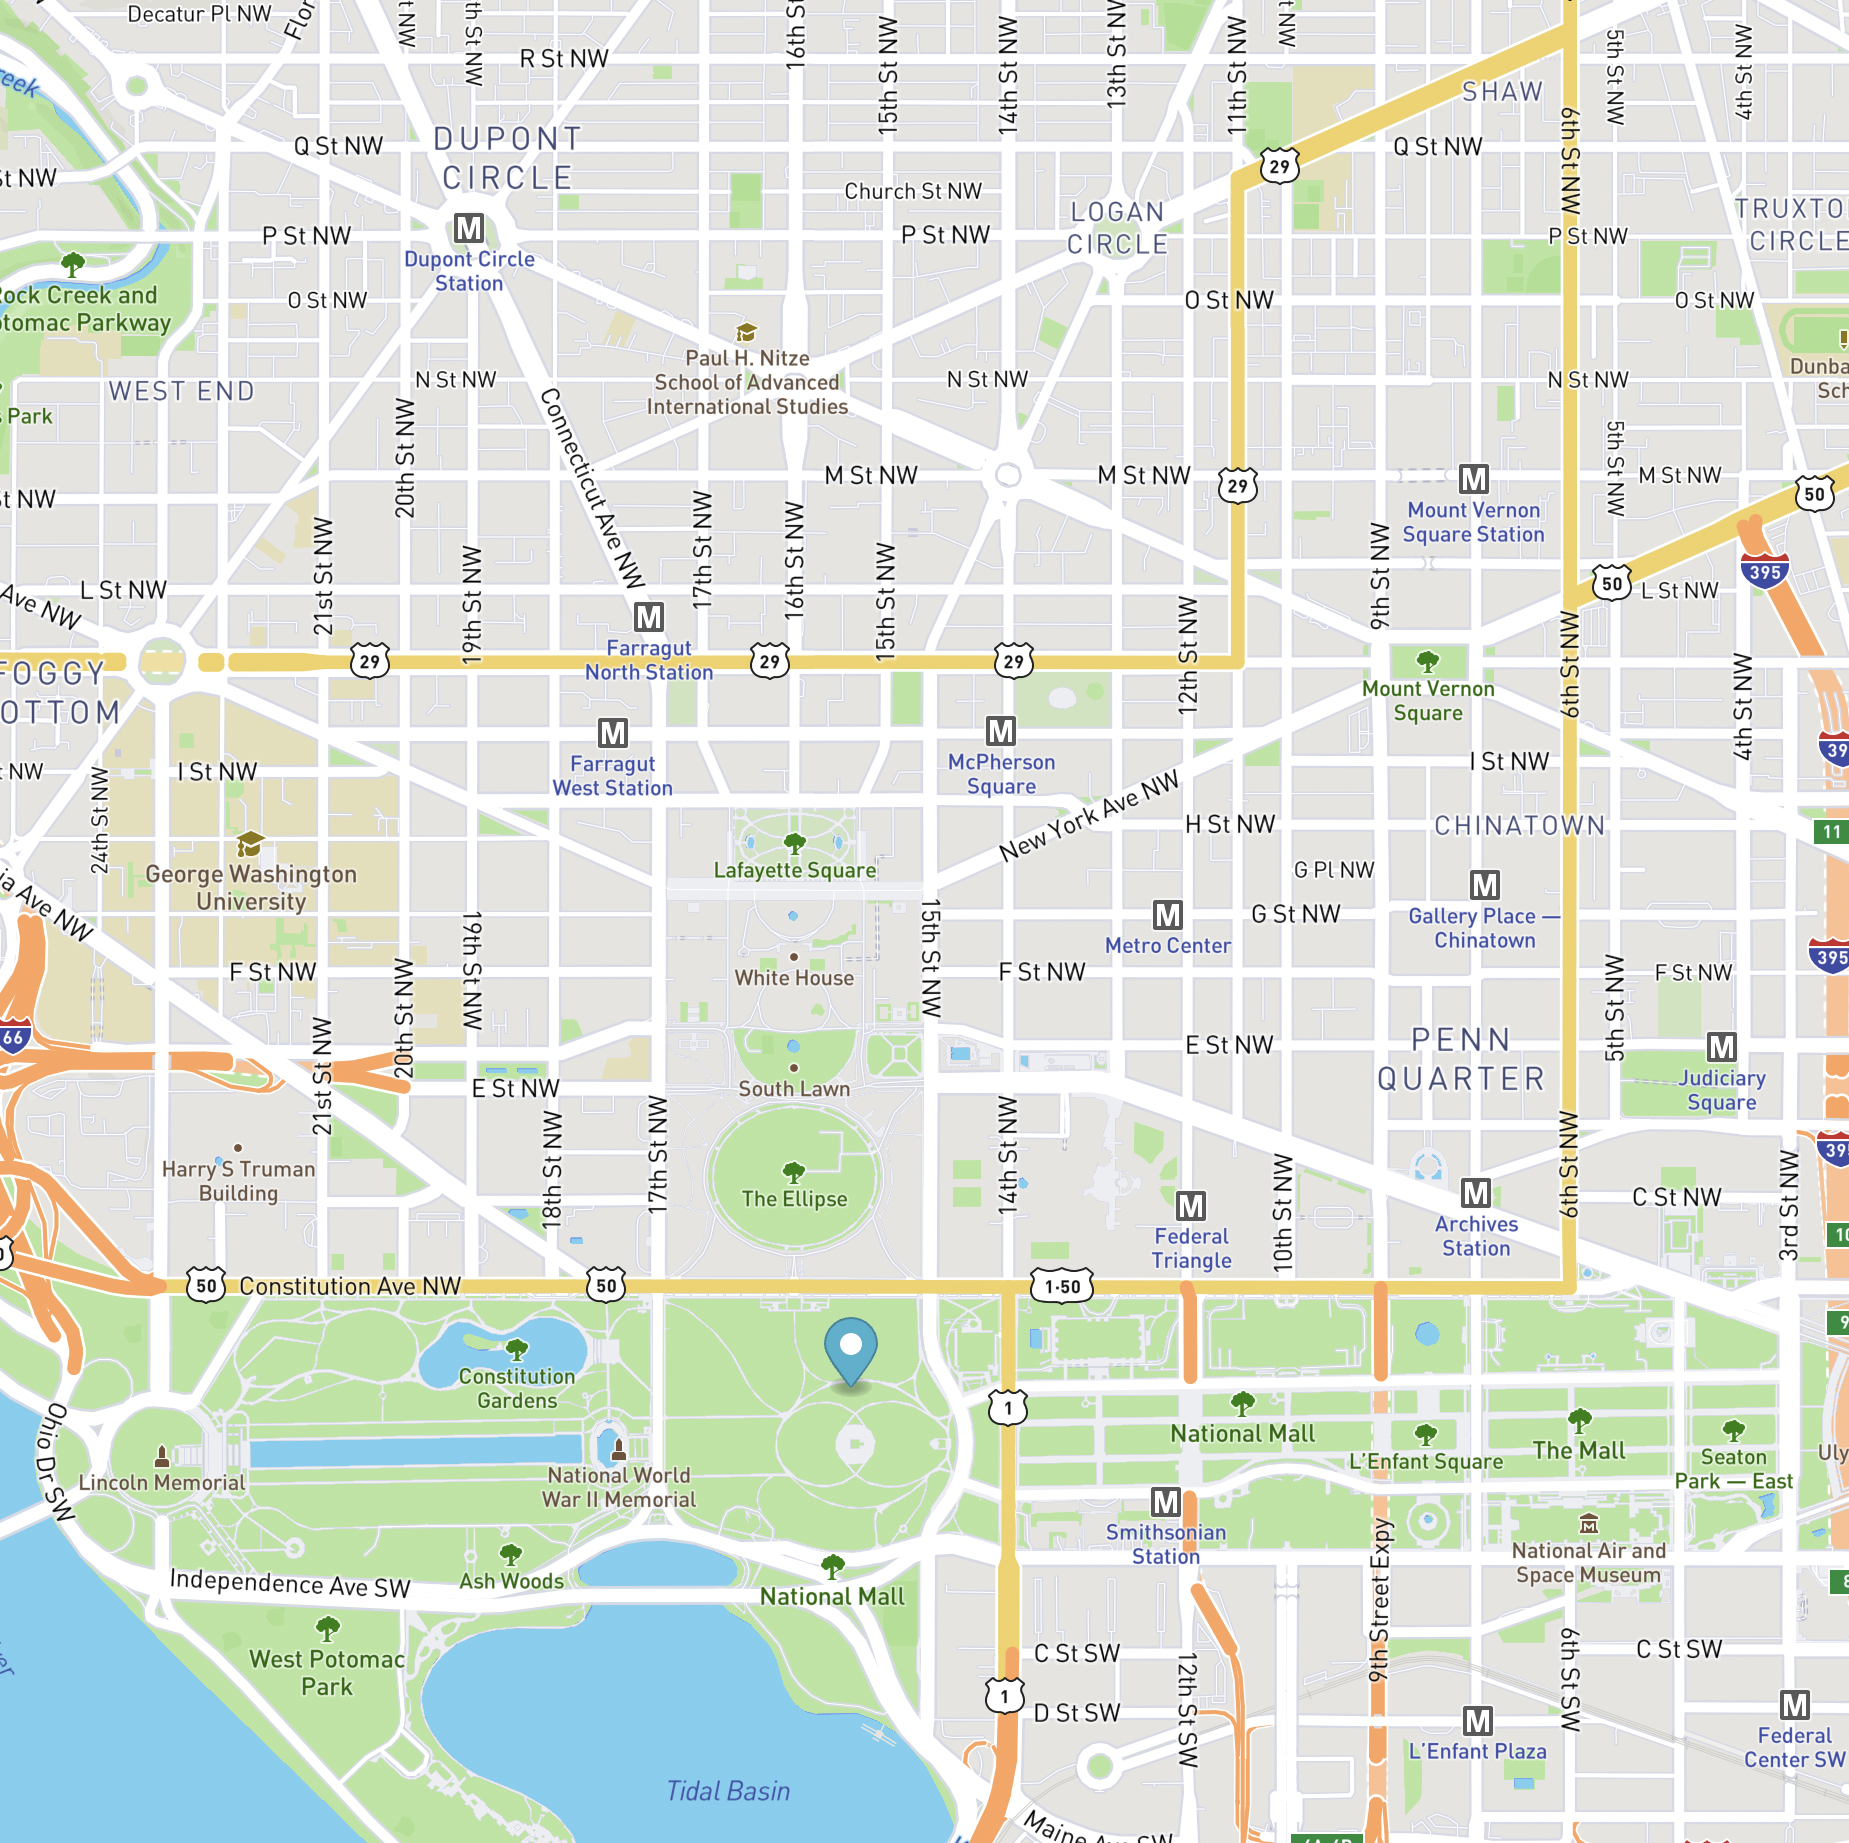 Decatur Pl NW
R St NW
16th St
15th St NW
14th St NW
13th St NW
11th St NW
5th St NW
4th St NW
SHAW
Q St NW
DUPONT
CIRCLE
Church St NW
29
Q St NW
6th St NW
St NW
P St NW
Dupont Circle
Station
P St NW
LOGAN
CIRCLE
P St NW
CIRCLE
Rock Creek and
Potomac Parkway
O St NW
O St NW
O St NW
Paul H. Nitze
School of Advanced
International Studies
WEST END
N St NW
N St NW
N St NW
s Park
20th St NW
Connecticut Ave NW
M St NW
M St NW
29
M
Mount Vernon
Square Station
5th St NW
M St NW
50
St NW
21st St NW
19th St NW
17th St NW
16th St NW
15th St NW
9th St NW
L St NW
Ave NW
M
Farragut
North Station
12th St NW
50
L St NW
395
FOGGY
29
29
29
M
Farragut
West Station
M
McPherson
Square
Mount Vernon
Square
6th St NW
4th St NW
I St NW
24th St NW
I St NW
New York Ave NW
H St NW
CHINATOWN
11
George Washington
University
Lafayette Square
G Pl NW
M
Gallery Place —
Chinatown
M
Metro Center
G St NW
F St NW
20th St NW
19th St NW
White House
15th St NW
F St NW
F St NW
395
5th St NW
66
21st St NW
E St NW
18th St NW
17th St NW
South Lawn
14th St NW
E St NW
PENN
QUARTER
M
Judiciary
Square
Harry S Truman
Building
The Ellipse
M
Federal
Triangle
10th St NW
M
Archives
Station
6th St NW
C St NW
3rd St NW
50
Constitution Ave NW
50
1·50
Constitution
Gardens
1
National Mall
L'Enfant Square
The Mall
Seaton
Park — East
Ohio Dr SW
Lincoln Memorial
National World
War II Memorial
M
Smithsonian
Station
National Air and
Space Museum
Independence Ave SW
Ash Woods
National Mall
9th Street Expy
West Potomac
Park
C St SW
1
D St SW
12th St SW
6th St SW
C St SW
M
L'Enfant Plaza
M
Federal
Center SW
Tidal Basin
Maine Ave SW